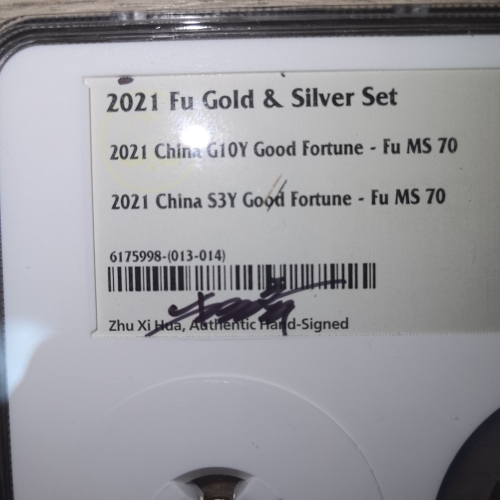 2021 Fu Gold & Silver Set
2021 China G10Y Good Fortune - Fu MS 70
2021 China S3Y Good Fortune - Fu MS 70
6175998-(013-014)
Zhu Xi Hua, Authentic Hand-Signed